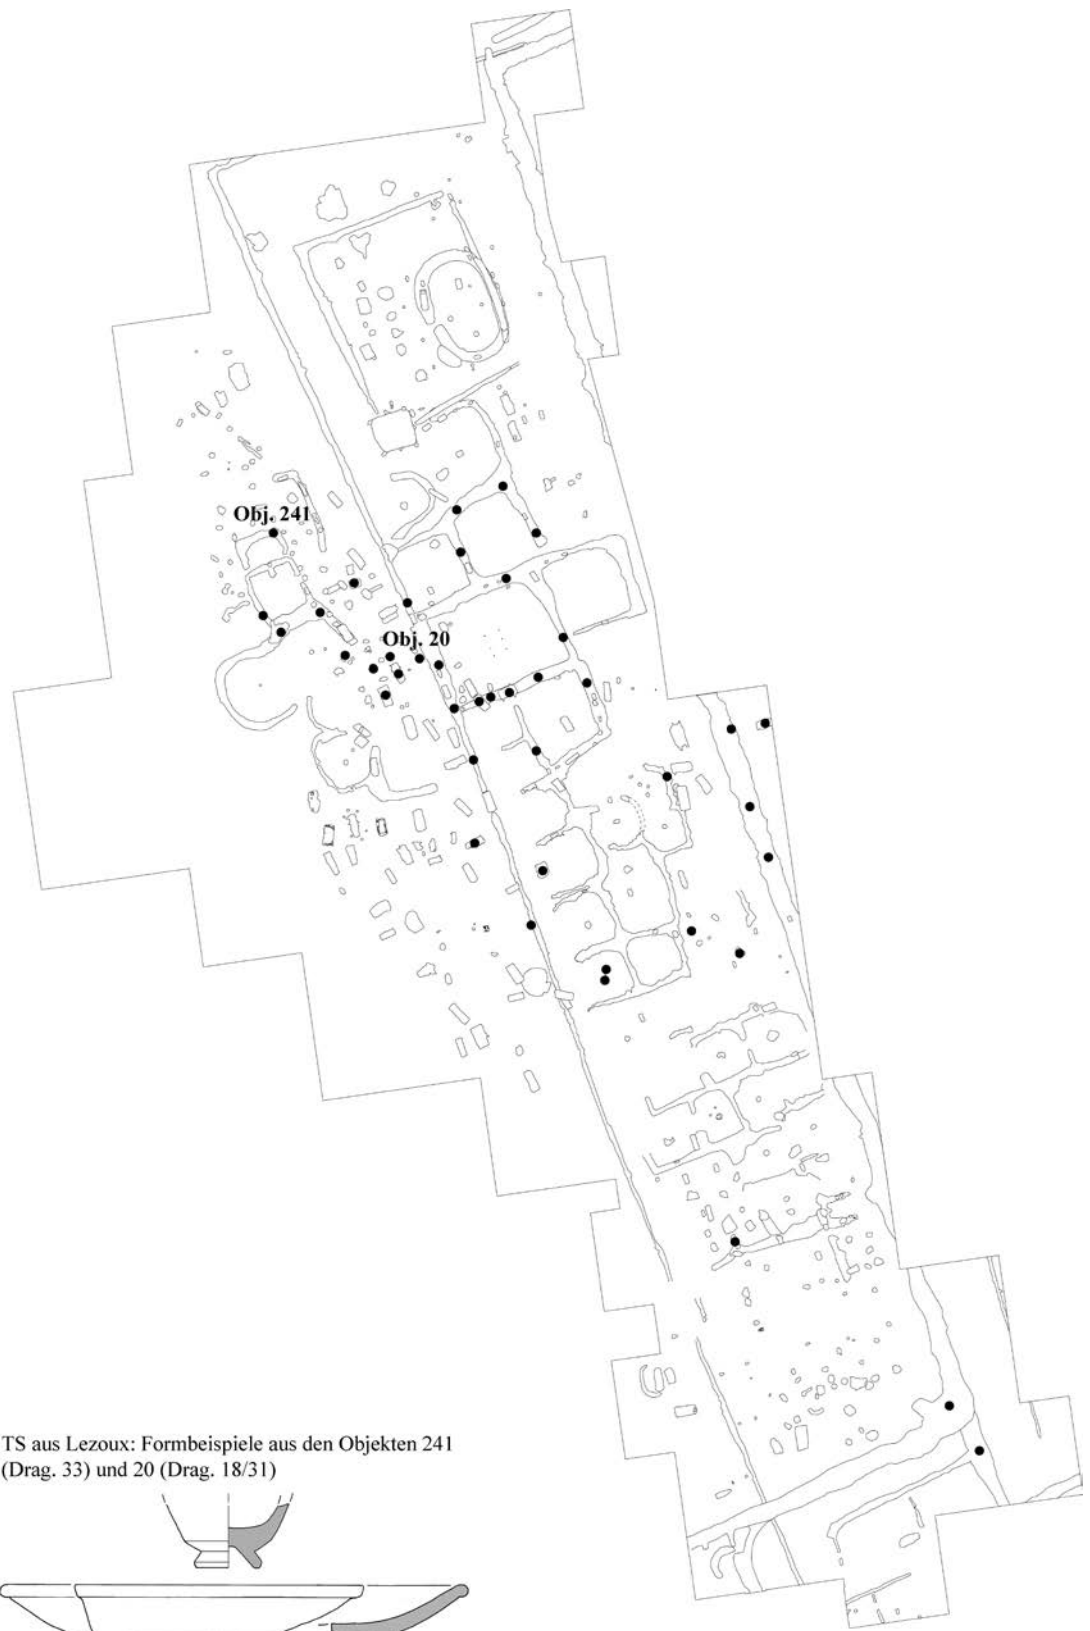 Obj. 241
Obj. 20
TS aus Lezoux: Formbeispiele aus den Objekten 241
(Drag. 33) und 20 (Drag. 18/31)